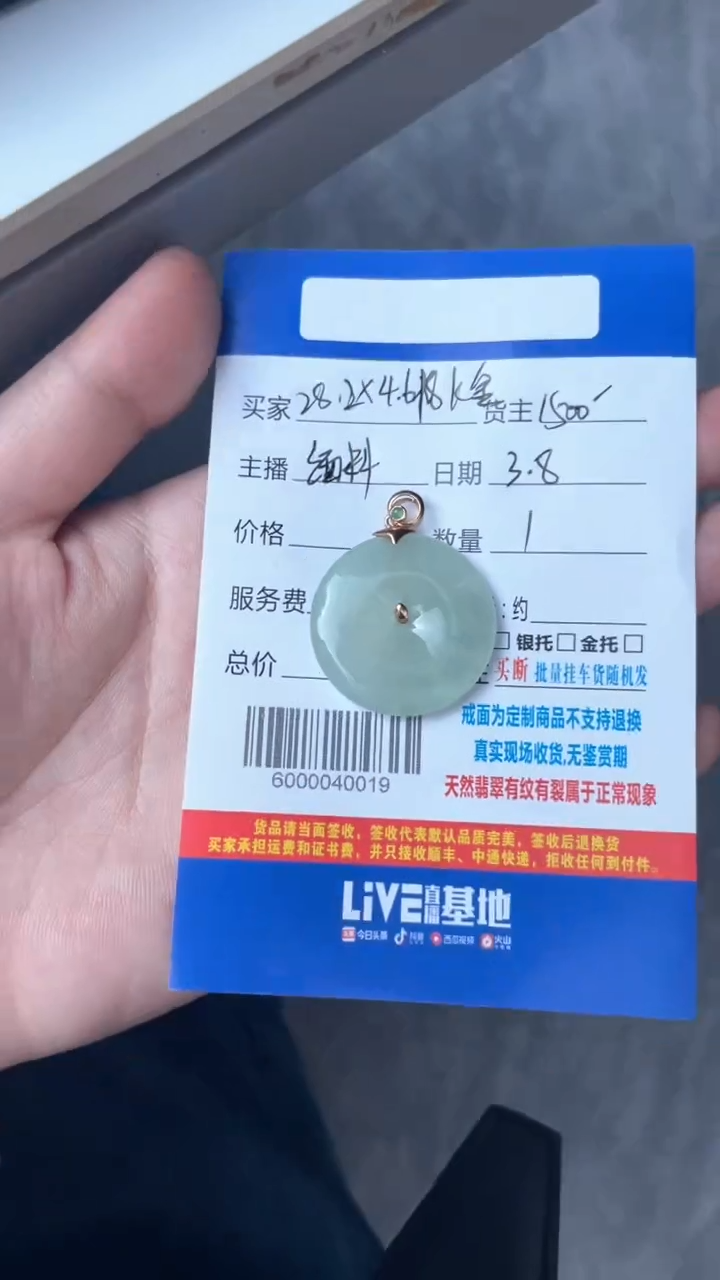 买家 28.2×4.6 18K金 货主 1500
主播 日期 3.8
价格 数量 1
服务费 : 约
银托 金托
总价 买断 批量挂车货随机发
戒面为定制商品不支持退换
6000040019 真实现场收货,无鉴赏期
天然翡翠有纹有裂属于正常现象
货品请当面签收,签收代表默认品质完美,签收后退换货
买家承担运费和证书费,并只接收顺丰、中通快递,拒收任何到付件。
LiVE直播基地
今日头条 抖音 西瓜视频 火山